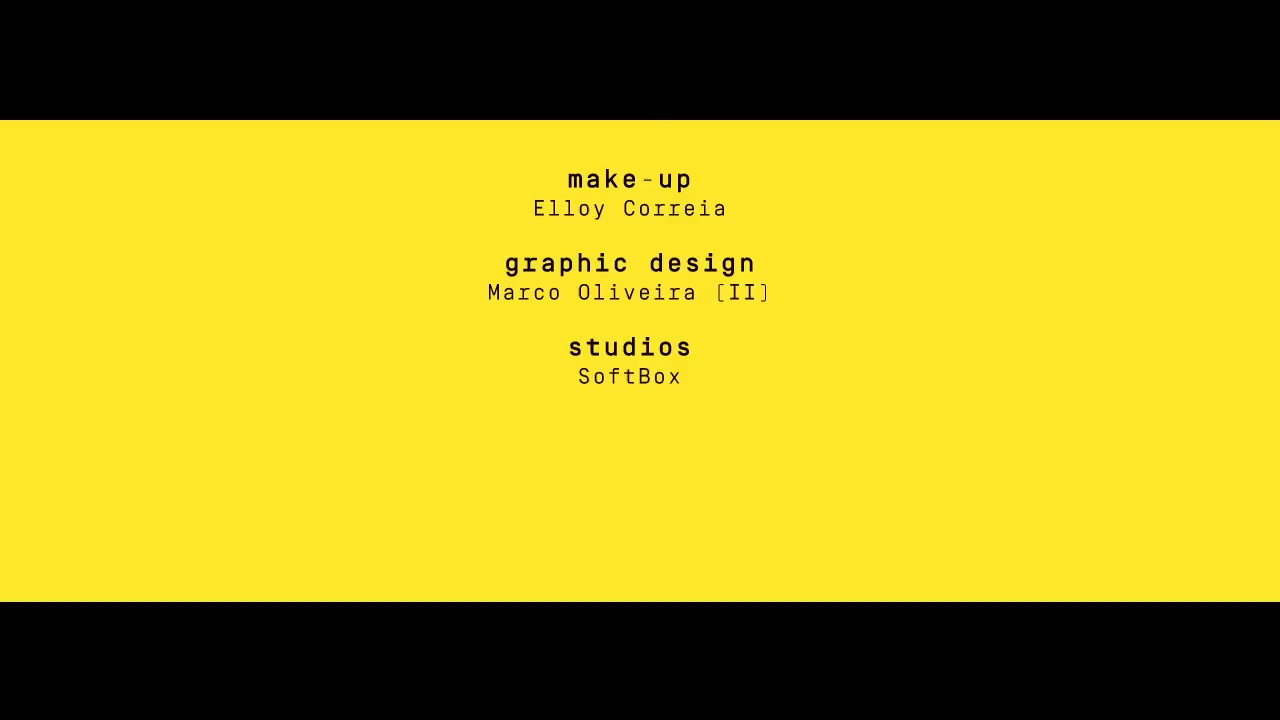 make-up
Elloy Correia
graphic design
Marco Oliveira [II]
studios
SoftBox